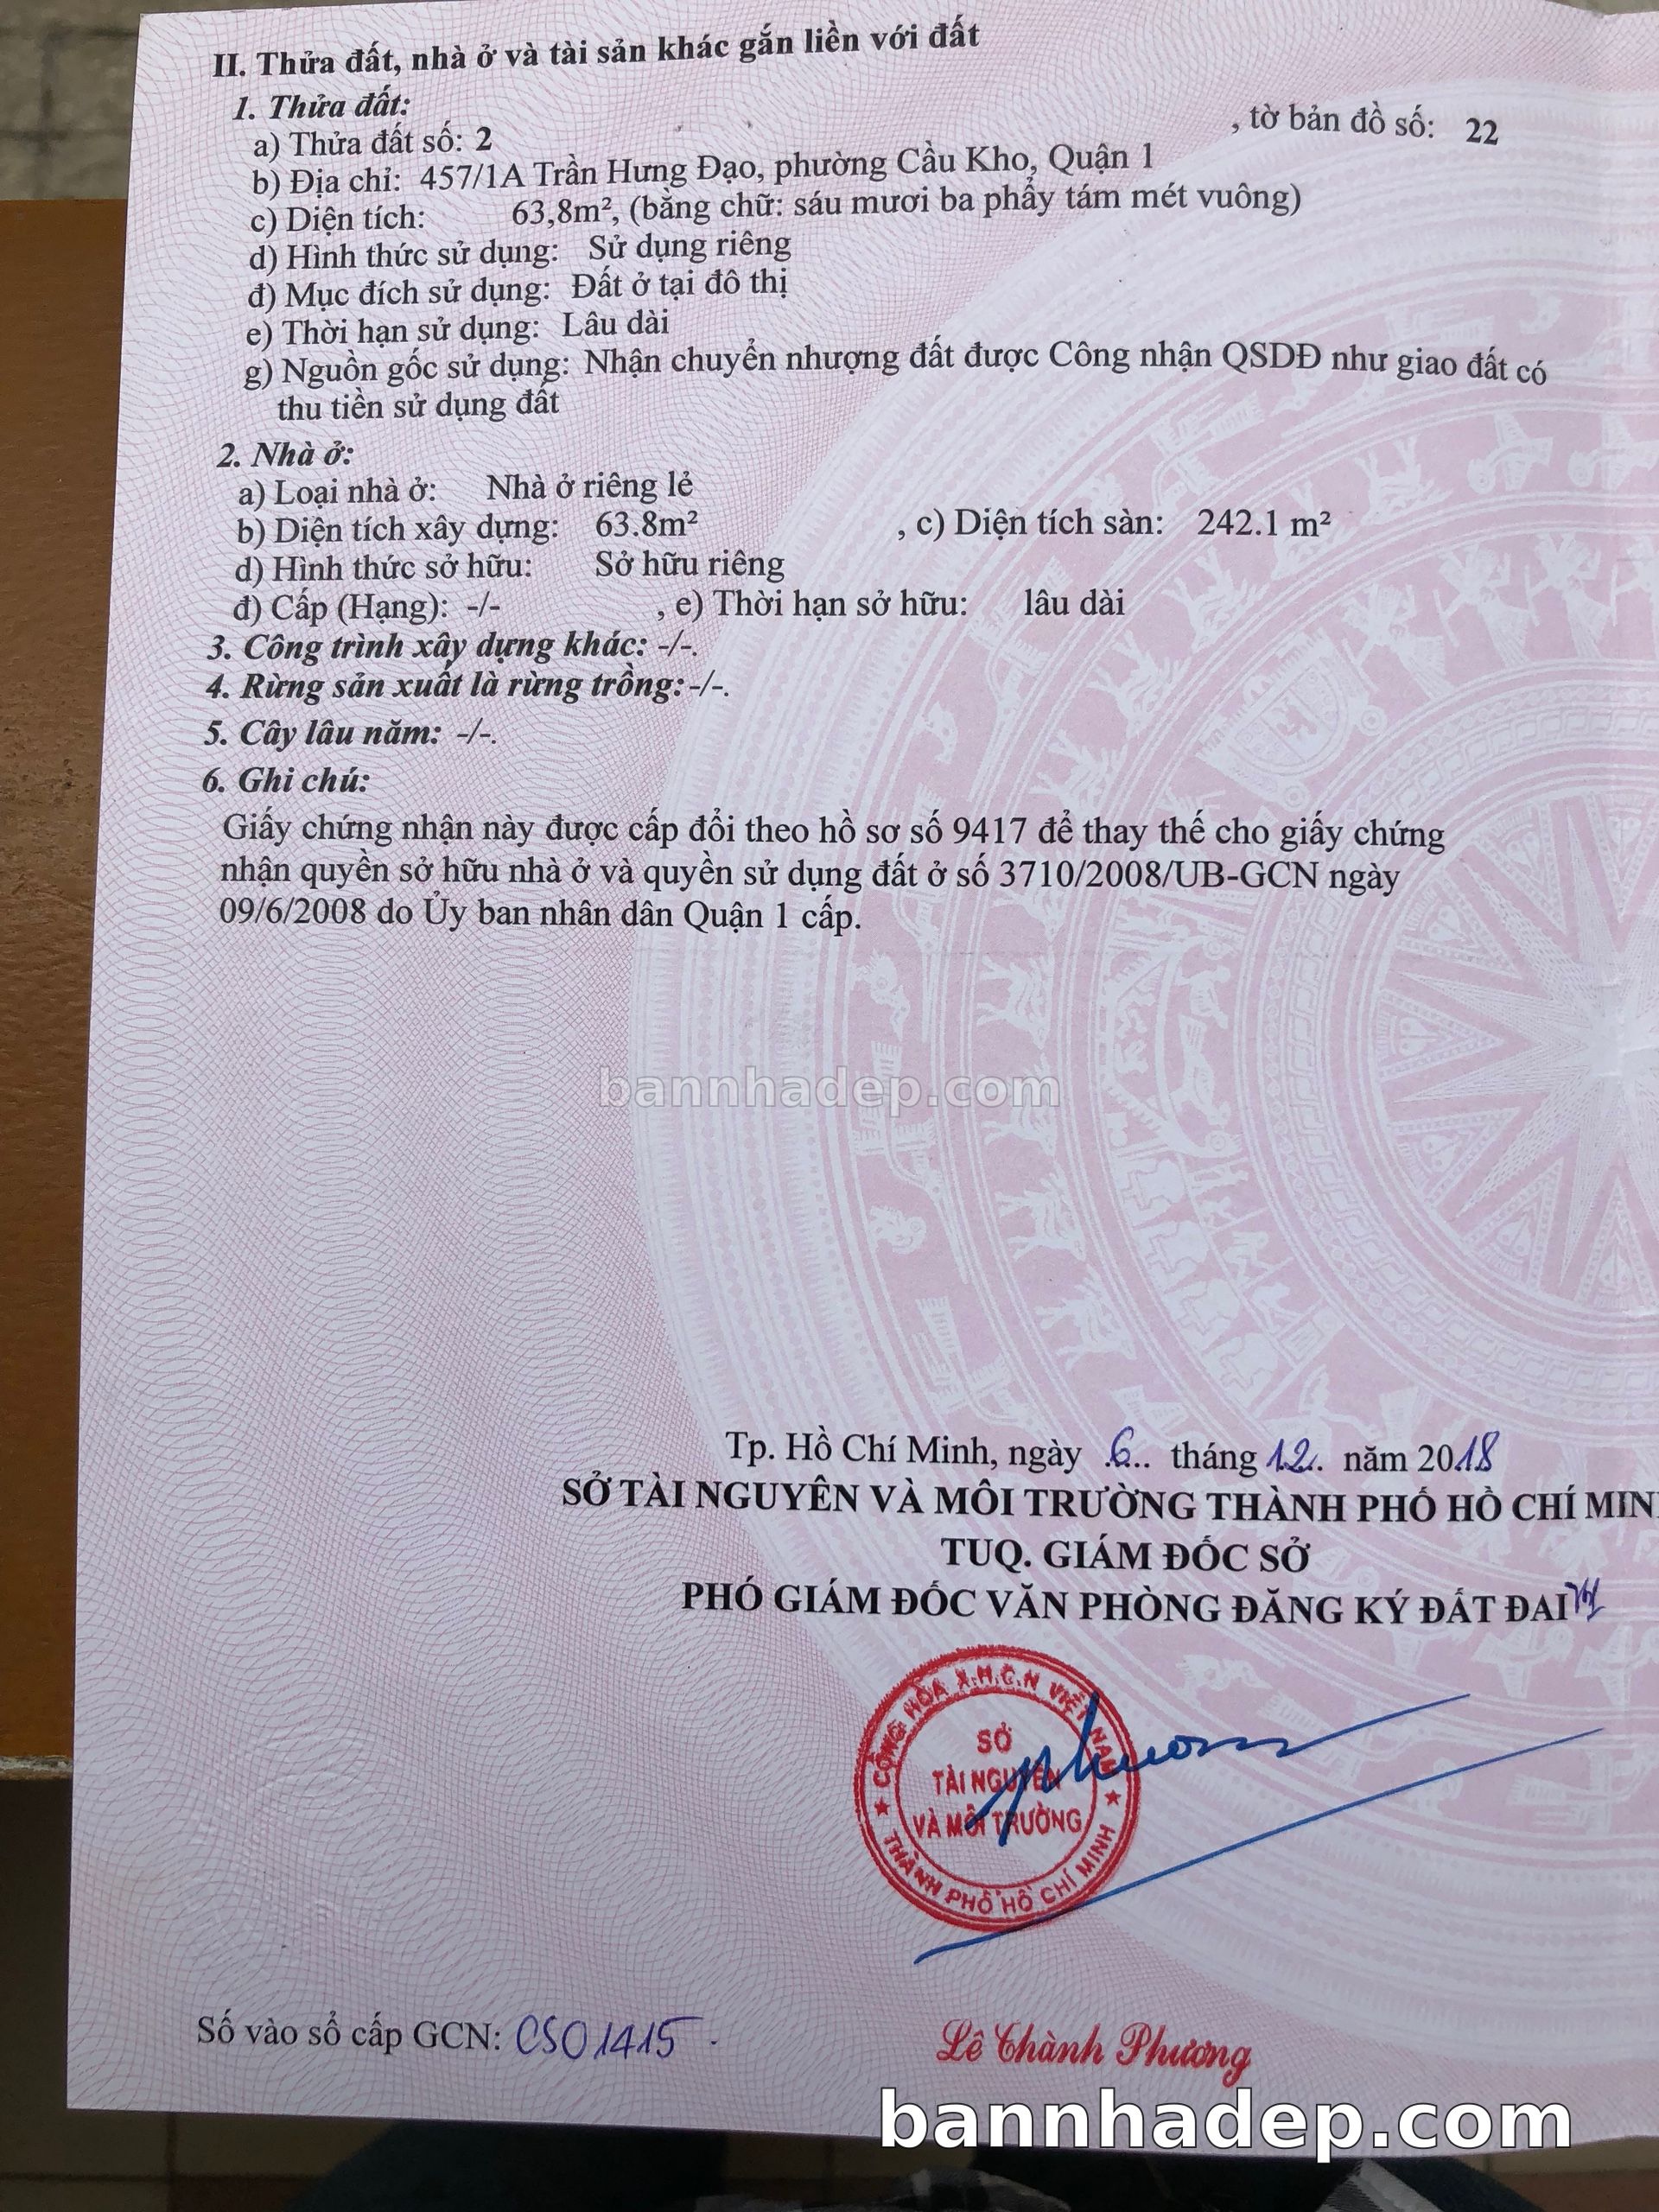 II. Thửa đất, nhà ở và tài sản khác gắn liền với đất
1. Thửa đất:
a) Thửa đất số: 2 , tờ bản đồ số: 22
b) Địa chỉ: 457/1A Trần Hưng Đạo, phường Cầu Kho, Quận 1
c) Diện tích: 63,8m², (bằng chữ: sáu mươi ba phẩy tám mét vuông)
d) Hình thức sử dụng: Sử dụng riêng
đ) Mục đích sử dụng: Đất ở tại đô thị
e) Thời hạn sử dụng: Lâu dài
g) Nguồn gốc sử dụng: Nhận chuyển nhượng đất được Công nhận QSDĐ như giao đất có
thu tiền sử dụng đất
2. Nhà ở:
a) Loại nhà ở: Nhà ở riêng lẻ
b) Diện tích xây dựng: 63.8m² , c) Diện tích sàn: 242.1 m²
d) Hình thức sở hữu: Sở hữu riêng
đ) Cấp (Hạng): -/- , e) Thời hạn sở hữu: lâu dài
3. Công trình xây dựng khác: -/-.
4. Rừng sản xuất là rừng trồng: -/-.
5. Cây lâu năm: -/-.
6. Ghi chú:
Giấy chứng nhận này được cấp đổi theo hồ sơ số 9417 để thay thế cho giấy chứng
nhận quyền sở hữu nhà ở và quyền sử dụng đất ở số 3710/2008/UB-GCN ngày
09/6/2008 do Ủy ban nhân dân Quận 1 cấp.
bannhadep.com
Tp. Hồ Chí Minh, ngày .6... tháng 12. năm 2018
SỞ TÀI NGUYÊN VÀ MÔI TRƯỜNG THÀNH PHỐ HỒ CHÍ MIN
TUQ. GIÁM ĐỐC SỞ
PHÓ GIÁM ĐỐC VĂN PHÒNG ĐĂNG KÝ ĐẤT ĐAI
CỘNG HÒA X.H.C.N VIỆT NAM
SỞ
TÀI NGUYÊN
VÀ MÔI TRƯỜNG
THÀNH PHỐ HỒ CHÍ MINH
Số vào sổ cấp GCN: CS01415.
Lê Thành Phương
bannhadep.com